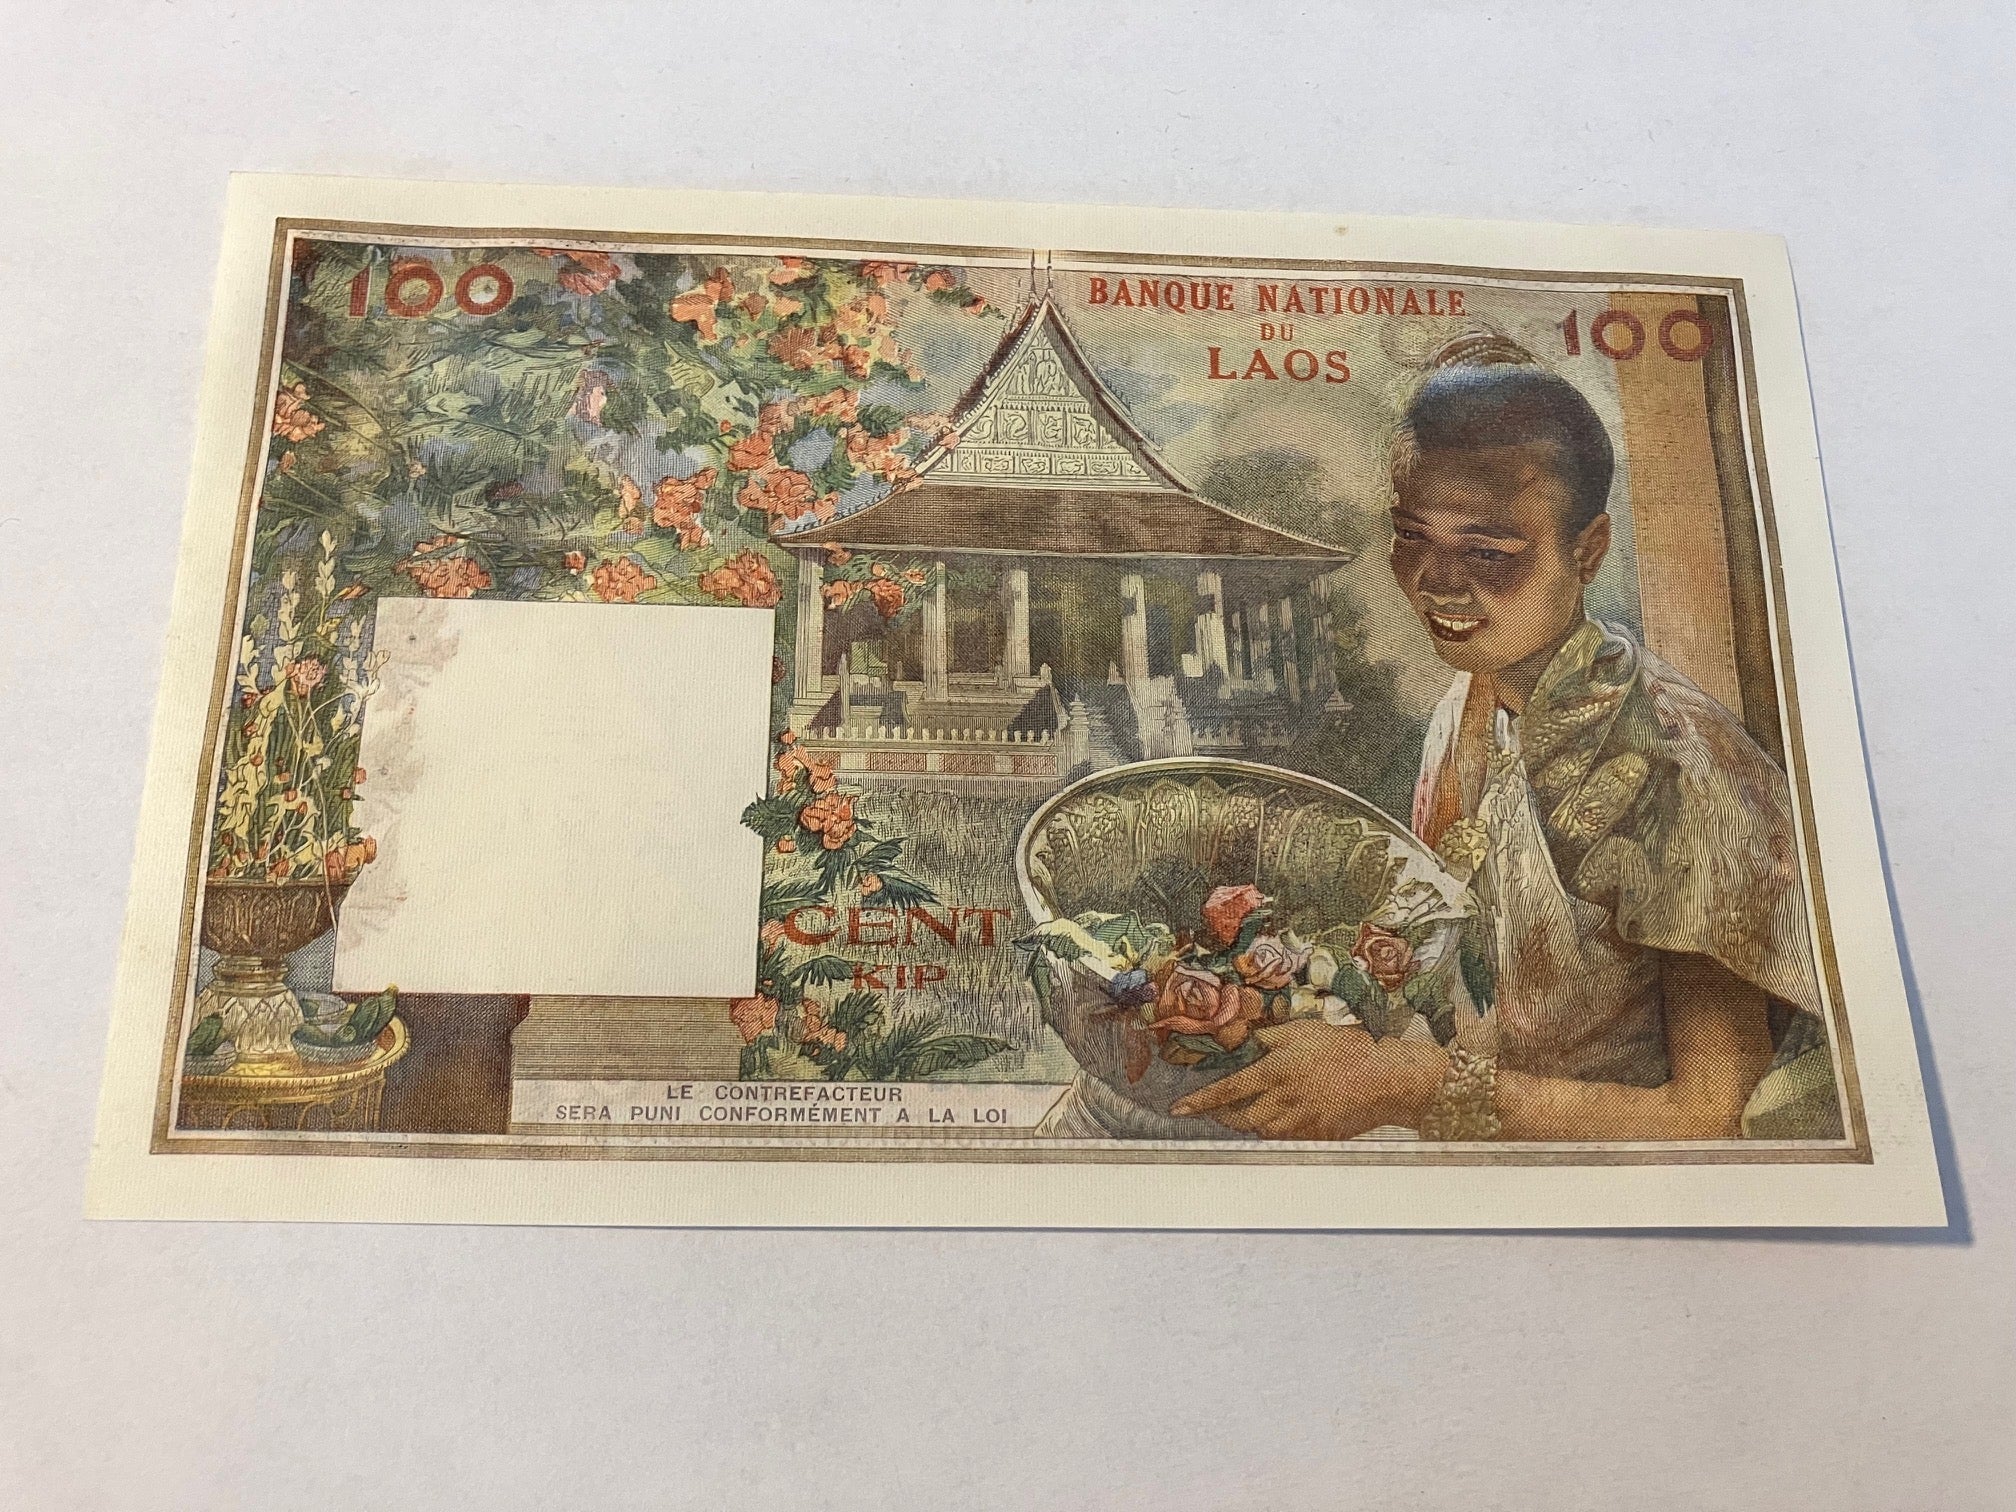 100
BANQUE NATIONALE
DU
LAOS
100
CENT
KIP
LE CONTREFACTEUR
SERA PUNI CONFORMÉMENT A LA LOI